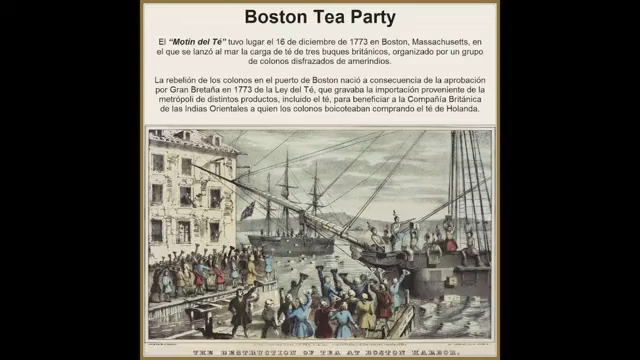 Boston Tea Party
El "Motín del Té" tuvo lugar el 16 de diciembre de 1773 en Boston, Massachusetts, en
el que se lanzó al mar la carga de té de tres buques británicos, organizado por un grupo
de colonos disfrazados de amerindios.
La rebelión de los colonos en el puerto de Boston nació a consecuencia de la aprobación
por Gran Bretaña en 1773 de la Ley del Té, que gravaba la importación proveniente de la
metrópoli de distintos productos, incluido el té, para beneficiar a la Compañía Británica
de las Indias Orientales a quien los colonos boicoteaban comprando el té de Holanda.
THE DESTRUCTION OF TEA AT BOSTON HARBOR.